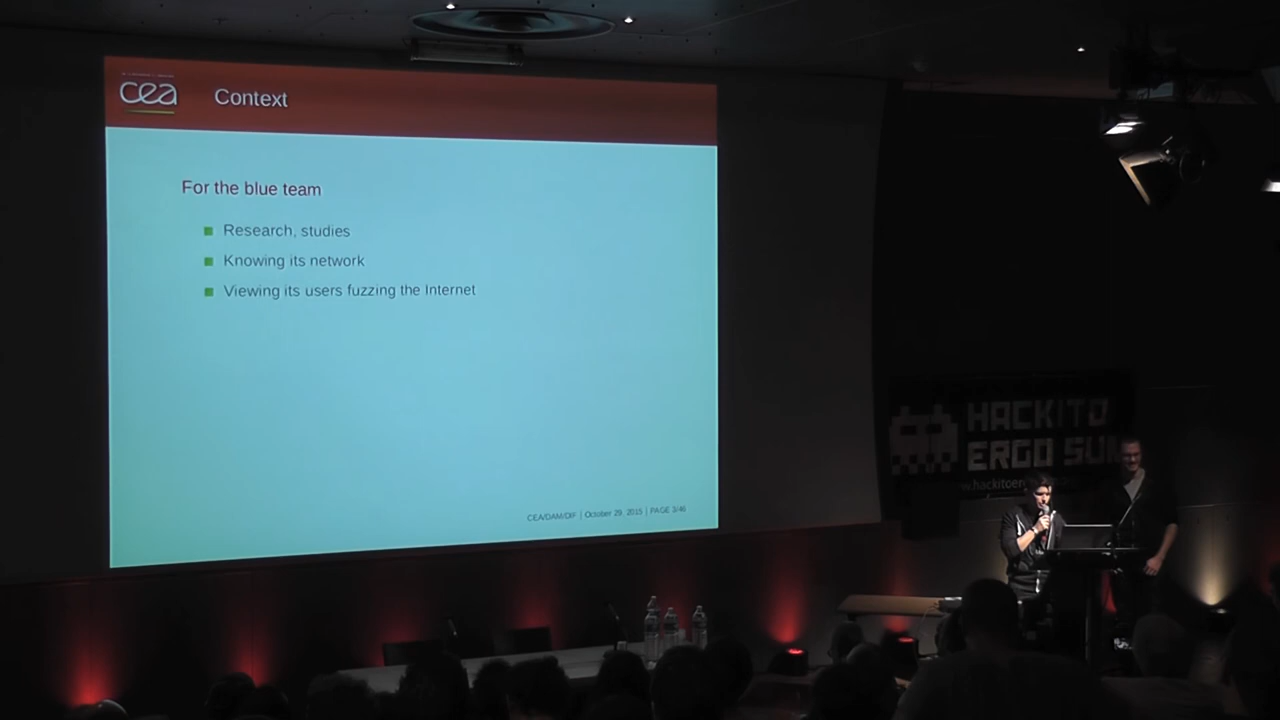 cea
Context
For the blue team
Research, studies
Knowing its network
Viewing its users fuzzing the Internet
CEA/DAM/DIF | October 29, 2015 | PAGE 3/46
HACKITO
ERGO SUM